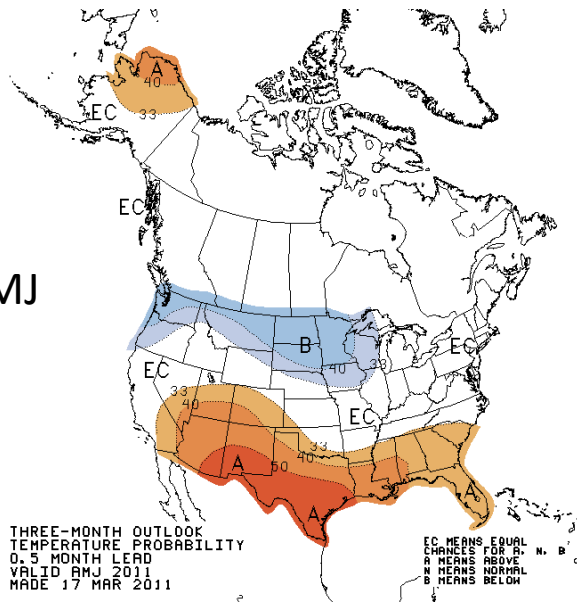 A
40
EC
33
EC
MJ
B
40
33
EC
EC
33
40
EC
33
40
50
A
A
A
THREE-MONTH OUTLOOK
TEMPERATURE PROBABILITY
0.5 MONTH LEAD
VALID AMJ 2011
MADE 17 MAR 2011
EC MEANS EQUAL
CHANCES FOR A, N, B
A MEANS ABOVE
N MEANS NORMAL
B MEANS BELOW